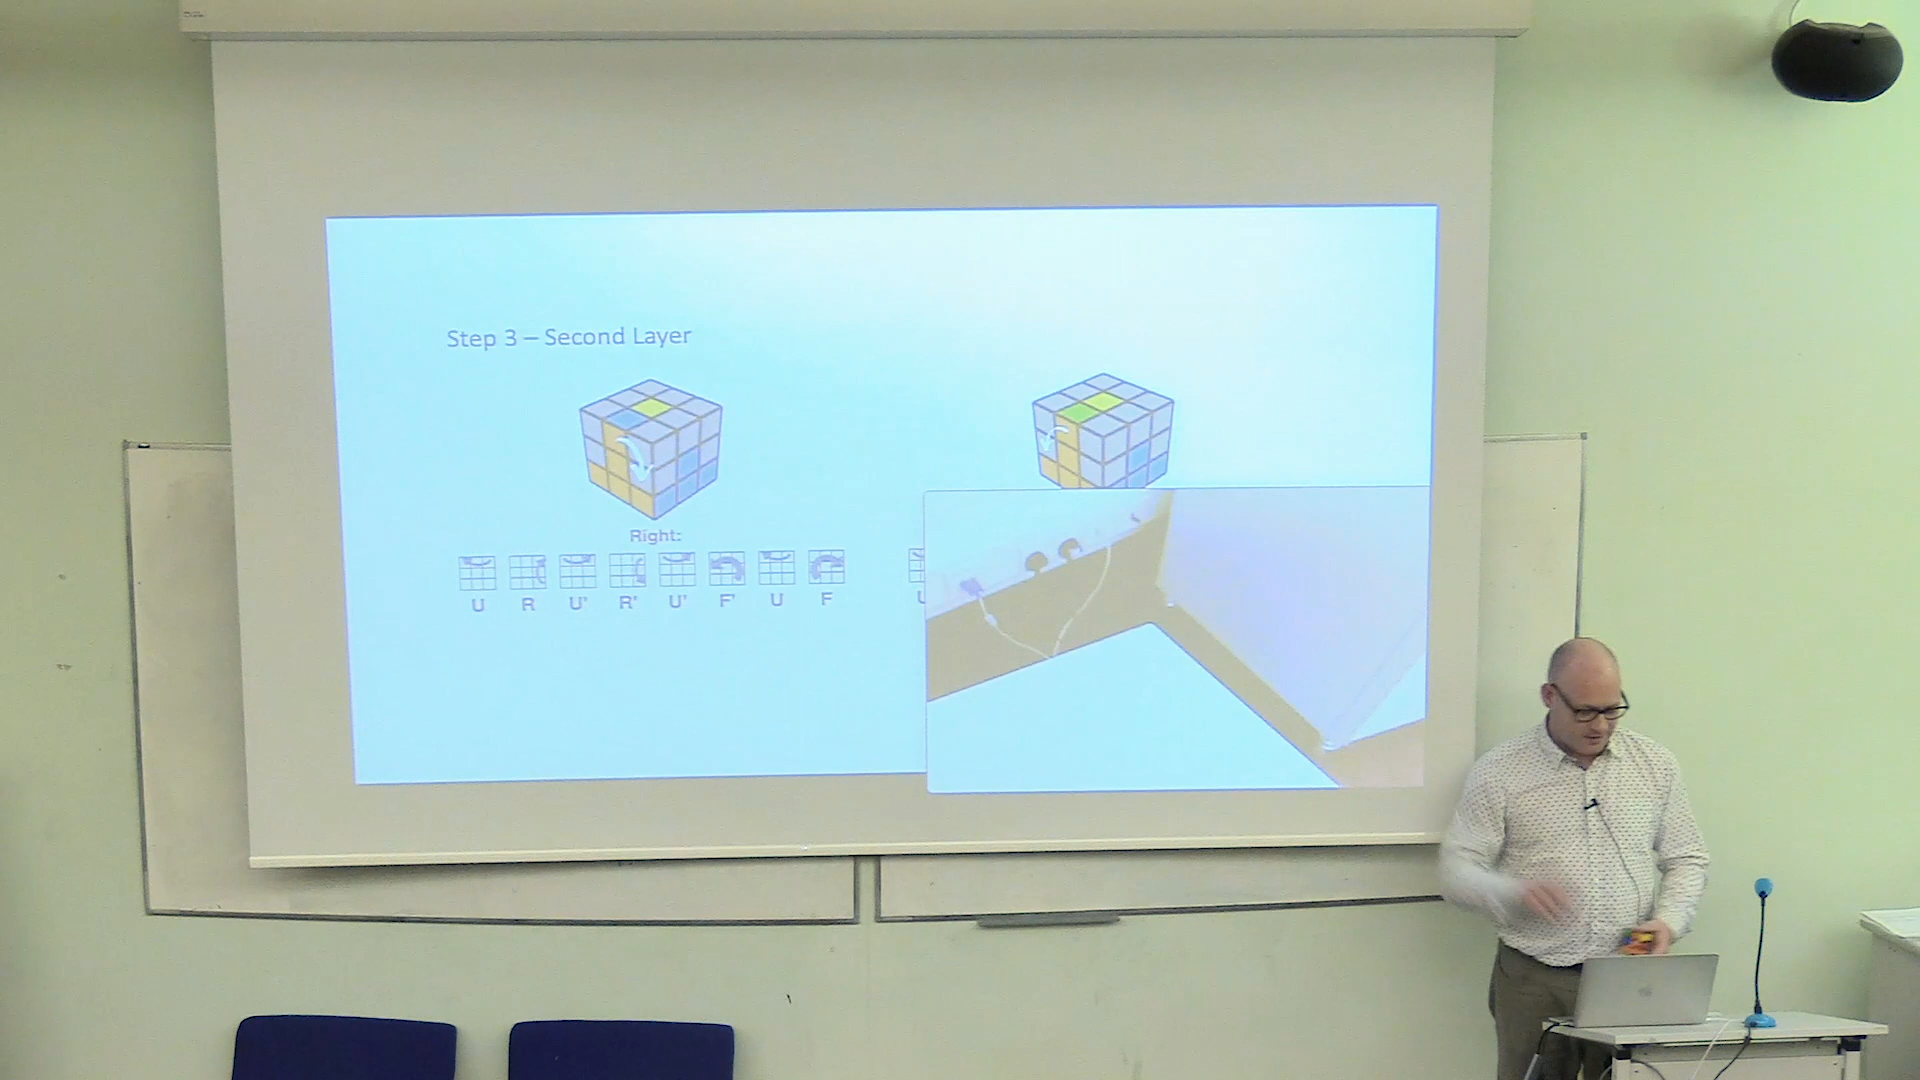 Step 3 – Second Layer
Right:
U R U' R' U' F' U F